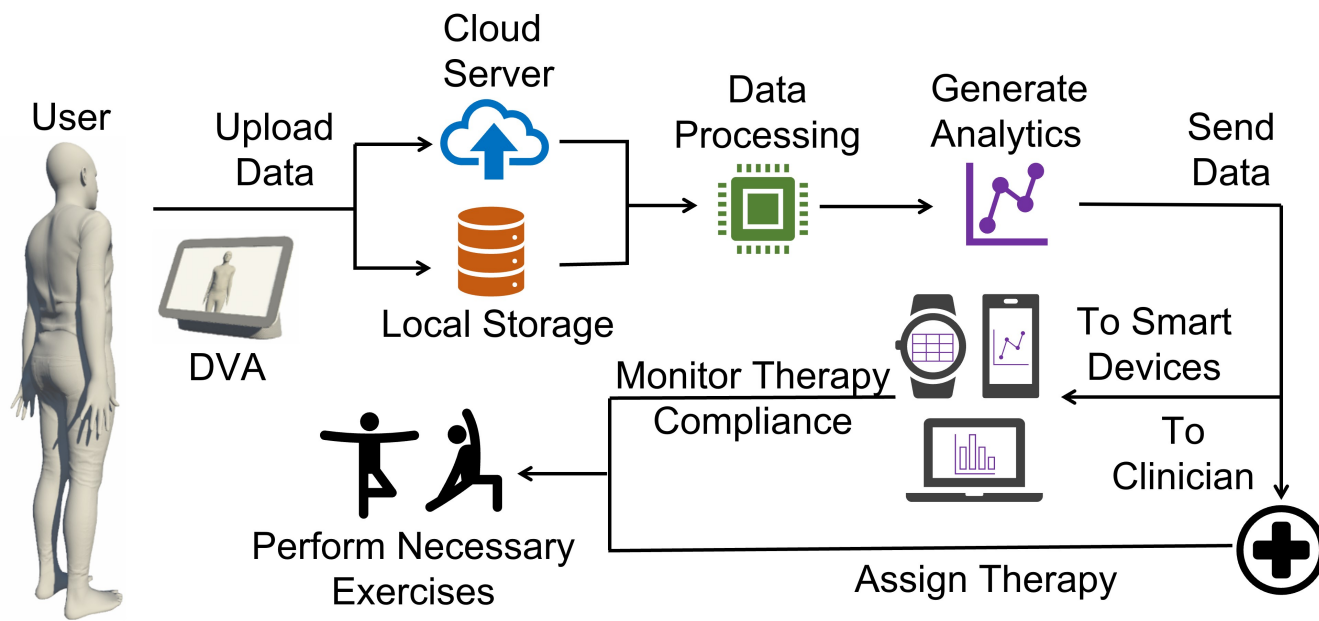 User
DVA
Upload
Data
Cloud
Server
Local Storage
Data
Processing
Generate
Analytics
Send
Data
To Smart
Devices
To
Clinician
Monitor Therapy
Compliance
Assign Therapy
Perform Necessary
Exercises